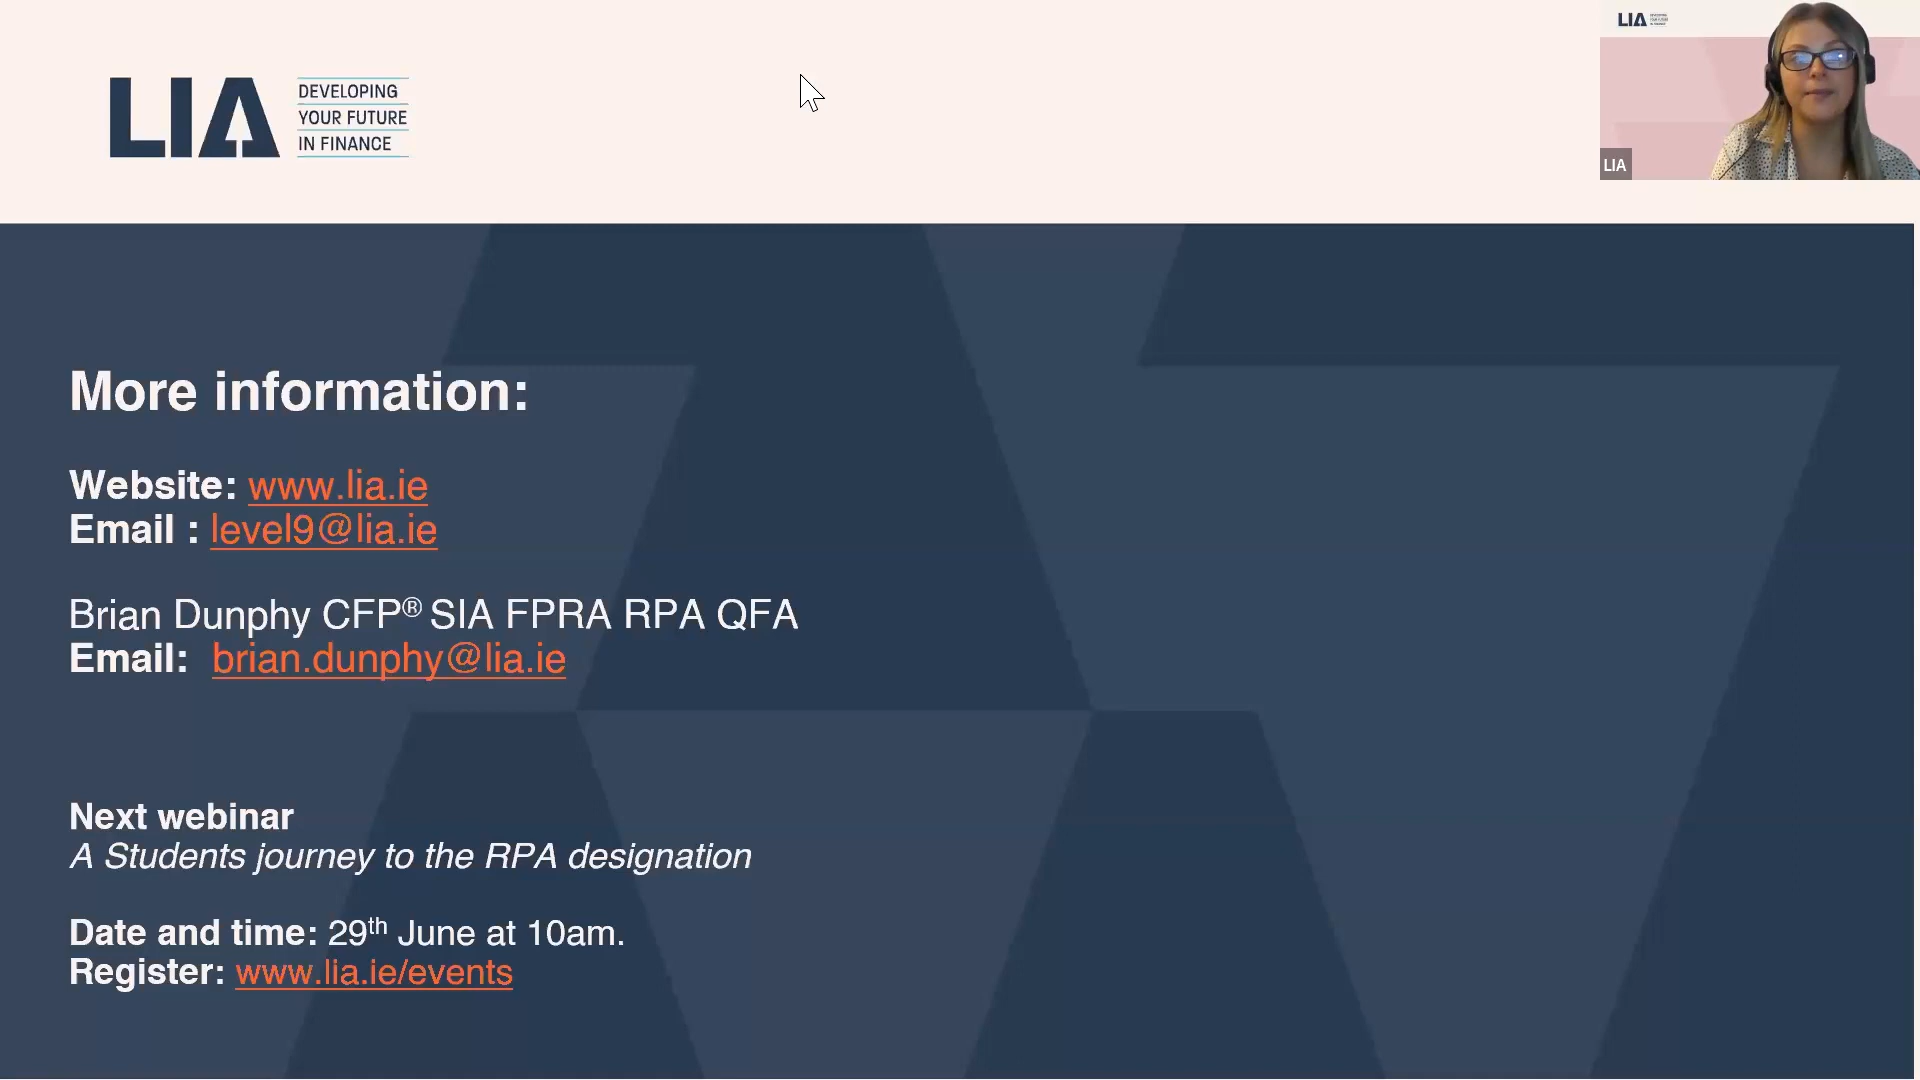 LIA
DEVELOPING
YOUR FUTURE
IN FINANCE
LIA
LIA
More information:
Website: www.lia.ie
Email : level9@lia.ie
Brian Dunphy CFP® SIA FPRA RPA QFA
Email: brian.dunphy@lia.ie
Next webinar
A Students journey to the RPA designation
Date and time: 29th June at 10am.
Register: www.lia.ie/events